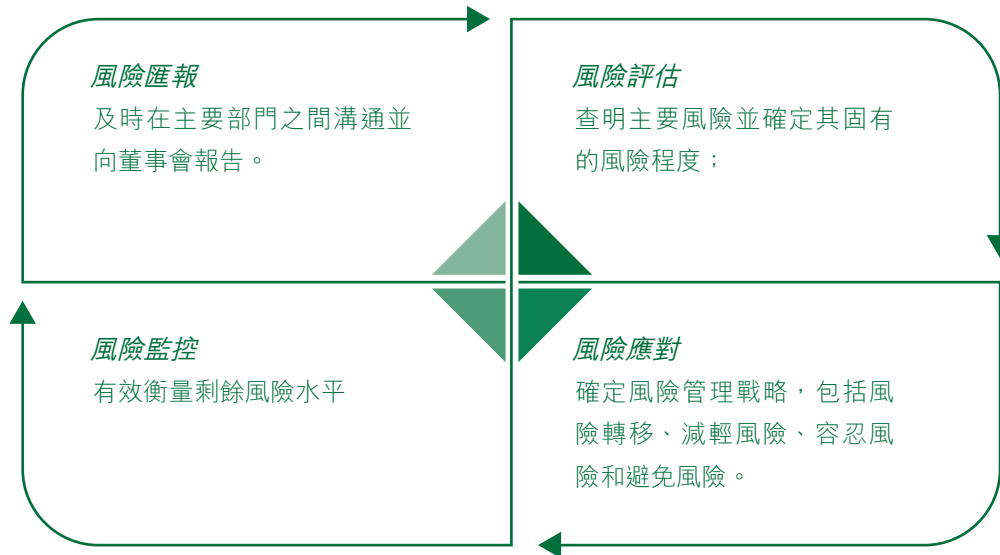 風險匯報
及時在主要部門之間溝通並
向董事會報告。
風險評估
查明主要風險並確定其固有
的風險程度；
風險監控
有效衡量剩餘風險水平
風險應對
確定風險管理戰略，包括風
險轉移、減輕風險、容忍風
險和避免風險。